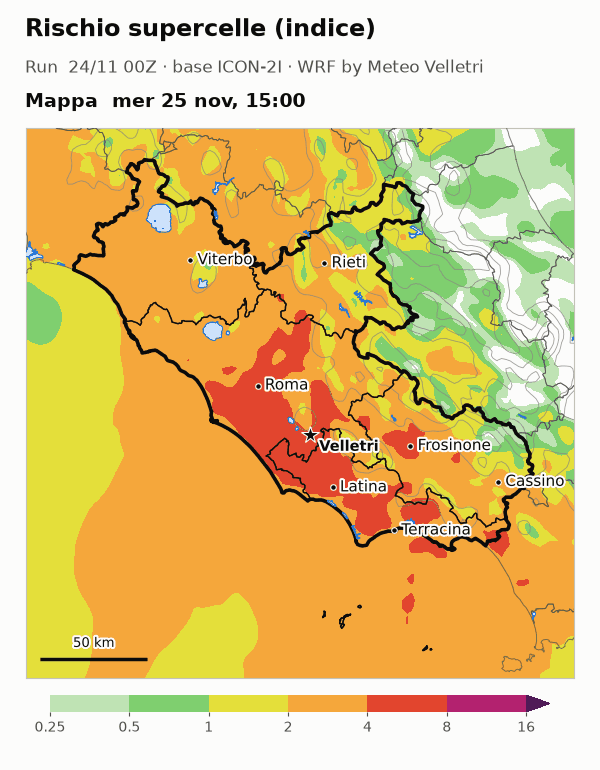 Rischio supercelle (indice)
Run  24/11 00Z · base ICON-2I · WRF by Meteo Velletri
Mappa  mer 25 nov, 15:00
Viterbo
Rieti
Roma
Velletri
Frosinone
Latina
Cassino
Terracina
50 km
0.25 0.5 1 2 4 8 16